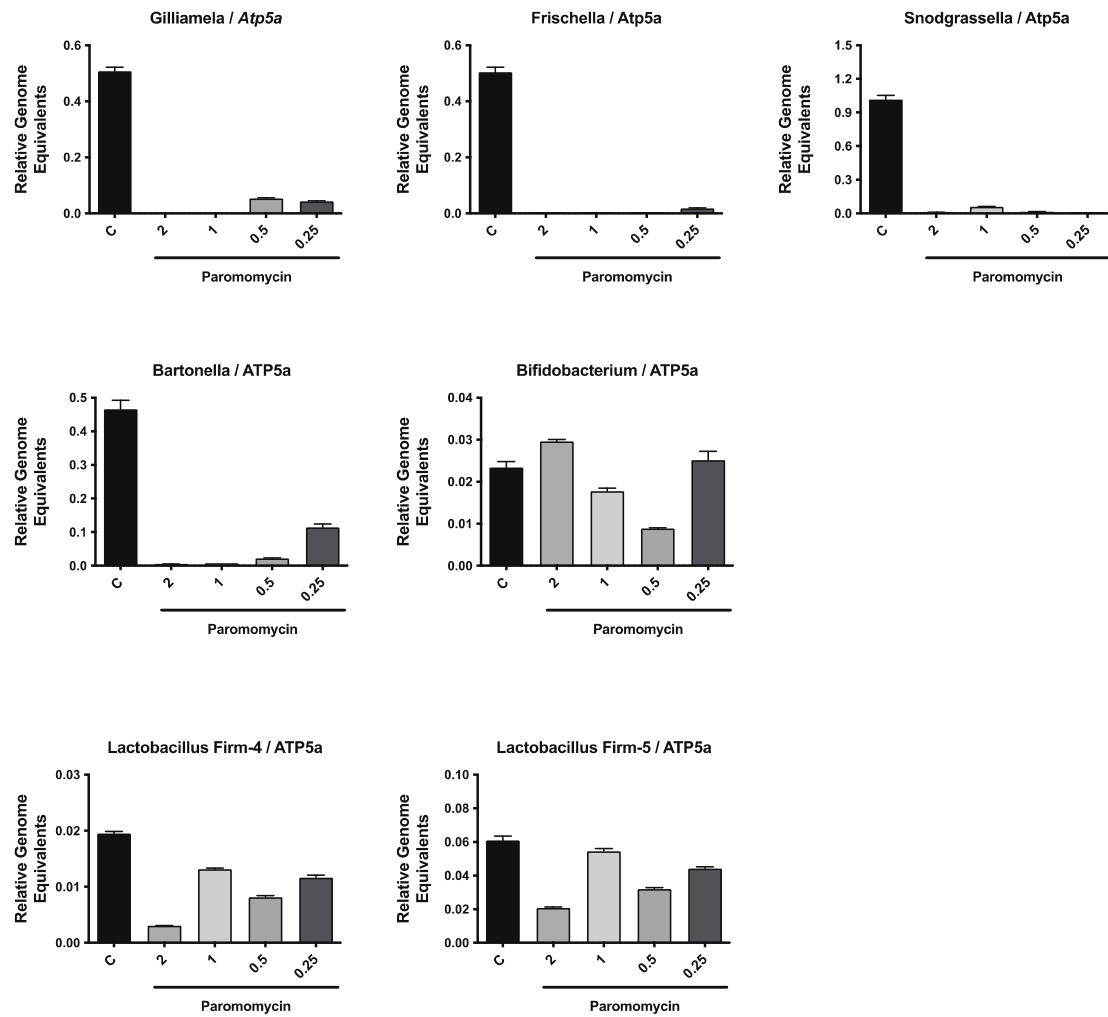 Gilliamela / Atp5a
Relative Genome
Equivalents
0.6
0.4
0.2
0.0
C
2
1
0.5
0.25
Paromomycin
Frischella / Atp5a
Relative Genome
Equivalents
0.6
0.4
0.2
0.0
C
2
1
0.5
0.25
Paromomycin
Snodgrassella / Atp5a
Relative Genome
Equivalents
1.5
1.2
0.9
0.6
0.3
0.0
C
2
1
0.5
0.25
Paromomycin
Bartonella / ATP5a
Relative Genome
Equivalents
0.5
0.4
0.3
0.2
0.1
0.0
C
2
1
0.5
0.25
Paromomycin
Bifidobacterium / ATP5a
Relative Genome
Equivalents
0.04
0.03
0.02
0.01
0.00
C
2
1
0.5
0.25
Paromomycin
Lactobacillus Firm-4 / ATP5a
Relative Genome
Equivalents
0.03
0.02
0.01
0.00
C
2
1
0.5
0.25
Paromomycin
Lactobacillus Firm-5 / ATP5a
Relative Genome
Equivalents
0.10
0.08
0.06
0.04
0.02
0.00
C
2
1
0.5
0.25
Paromomycin